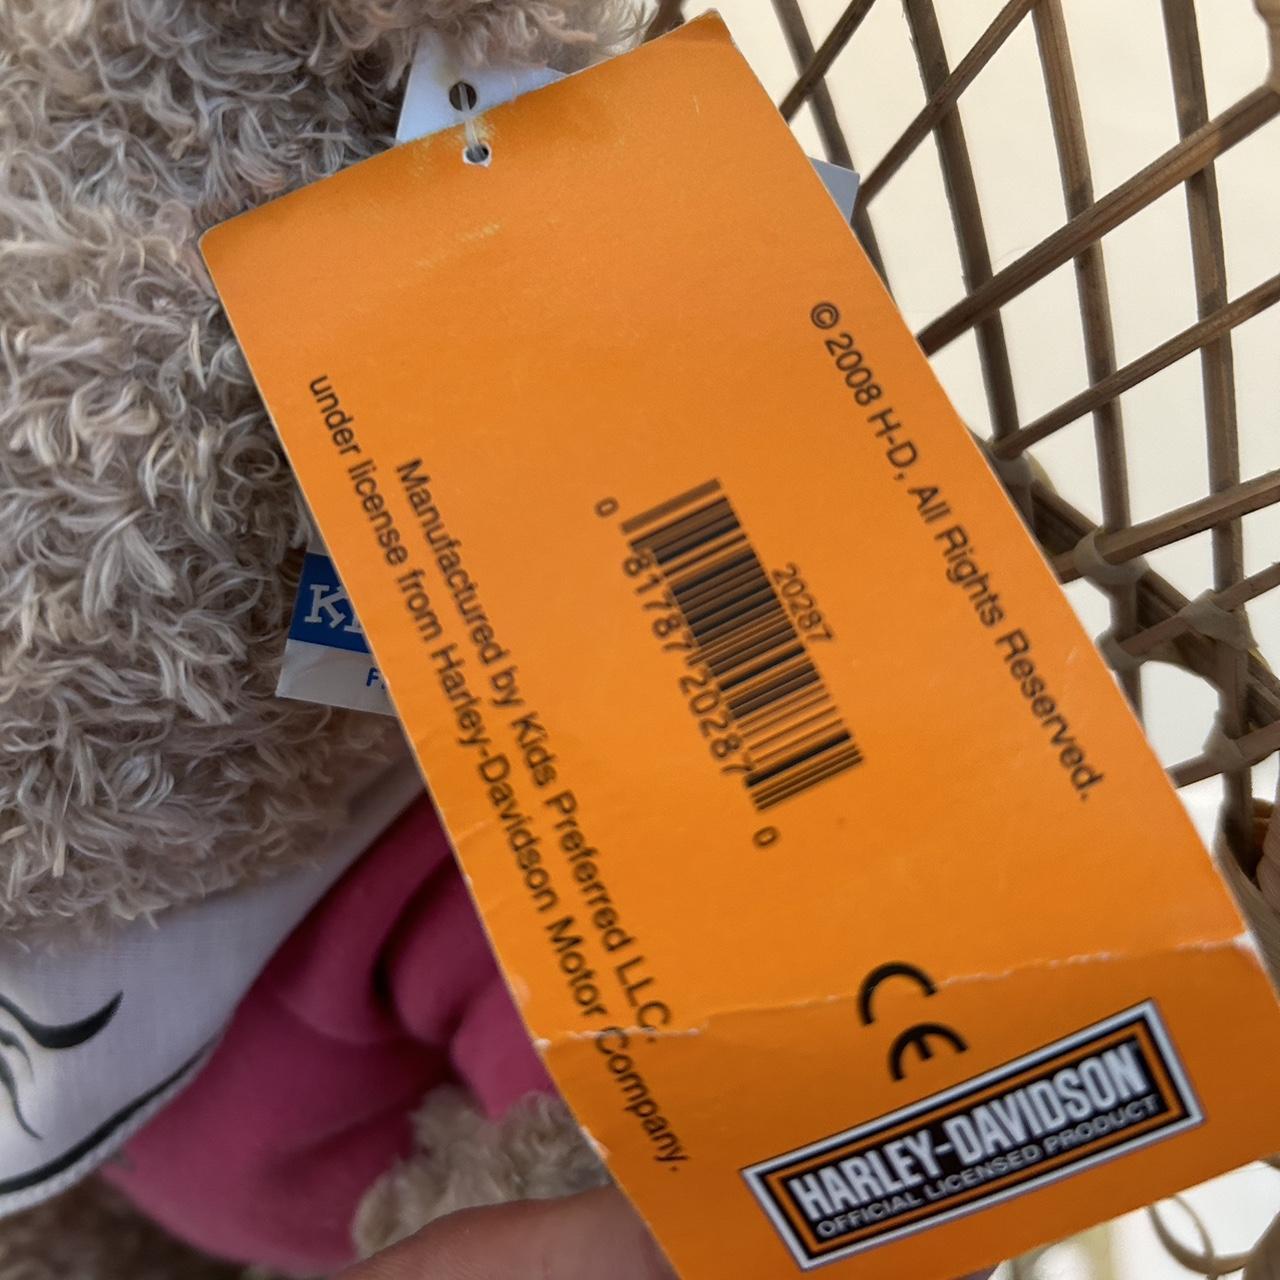 © 2008 H-D, All Rights Reserved.
20287
0 81787 20287 0
Manufactured by Kids Preferred LLC.
under license from Harley-Davidson Motor Company.
CE
HARLEY-DAVIDSON
OFFICIAL LICENSED PRODUCT